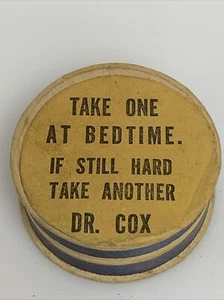 TAKE ONE
AT BEDTIME.
IF STILL HARD
TAKE ANOTHER
DR. COX